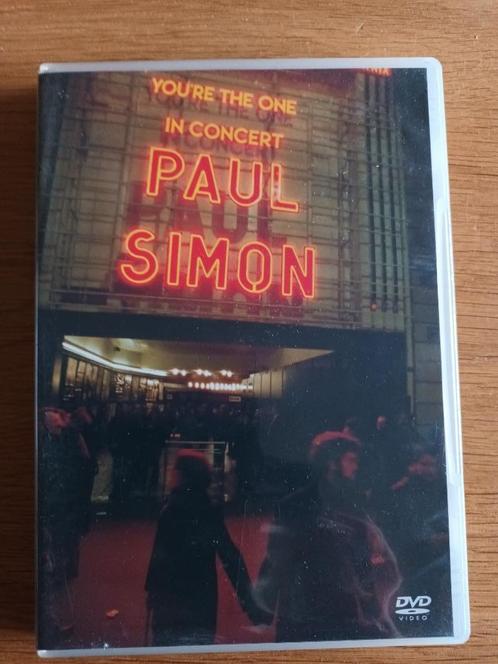 YOU'RE THE ONE
IN CONCERT
PAUL
SIMON
DVD
VIDEO